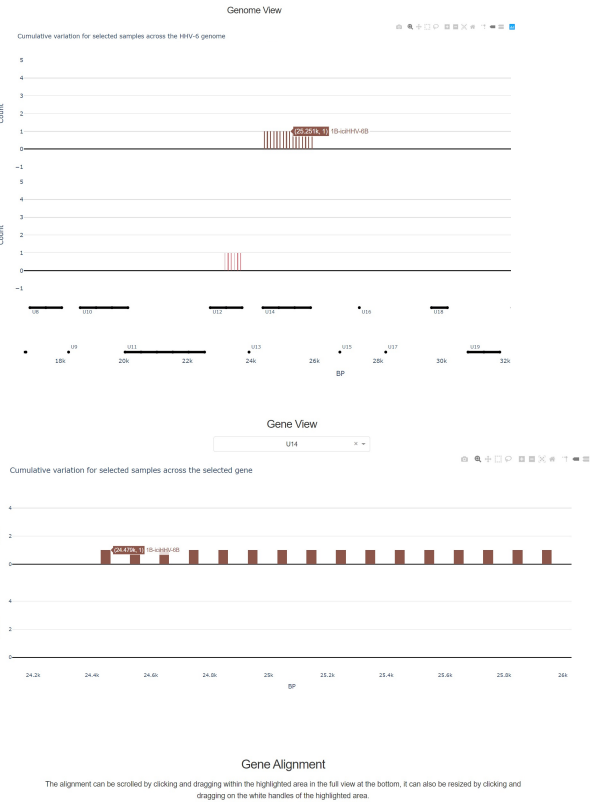 Genome View
Cumulative variation for selected samples across the HHV-6 genome
5
4
3
2
1
0
−1
Count
(25.251k, 1) 1B-iciHHV-6B
5
4
3
2
1
0
−1
Count
U8 U10 U12 U14 U16 U18
U9 U11 U13 U15 U17 U19
18k 20k 22k 24k 26k 28k 30k 32k
BP
Gene View
U14
Cumulative variation for selected samples across the selected gene
4
2
0
(24.479k, 1) 1B-iciHHV-6B
4
2
0
24.2k 24.4k 24.6k 24.8k 25k 25.2k 25.4k 25.6k 25.8k 26k
BP
Gene Alignment
The alignment can be scrolled by clicking and dragging within the highlighted area in the full view at the bottom, it can also be resized by clicking and
dragging on the white handles of the highlighted area.